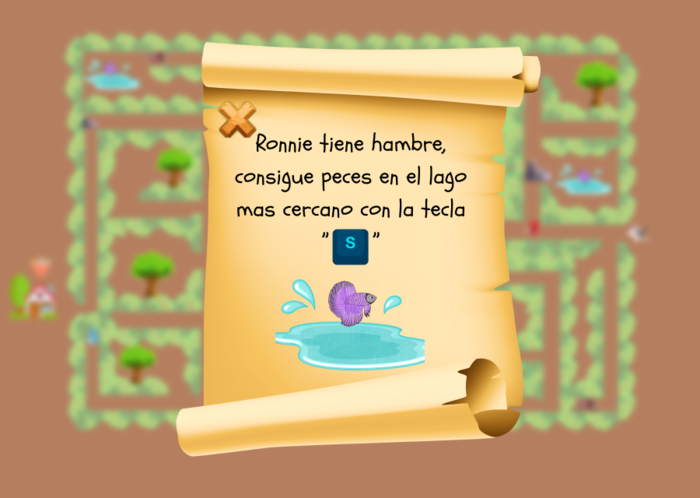 Ronnie tiene hambre,
consigue peces en el lago
mas cercano con la tecla
" S "